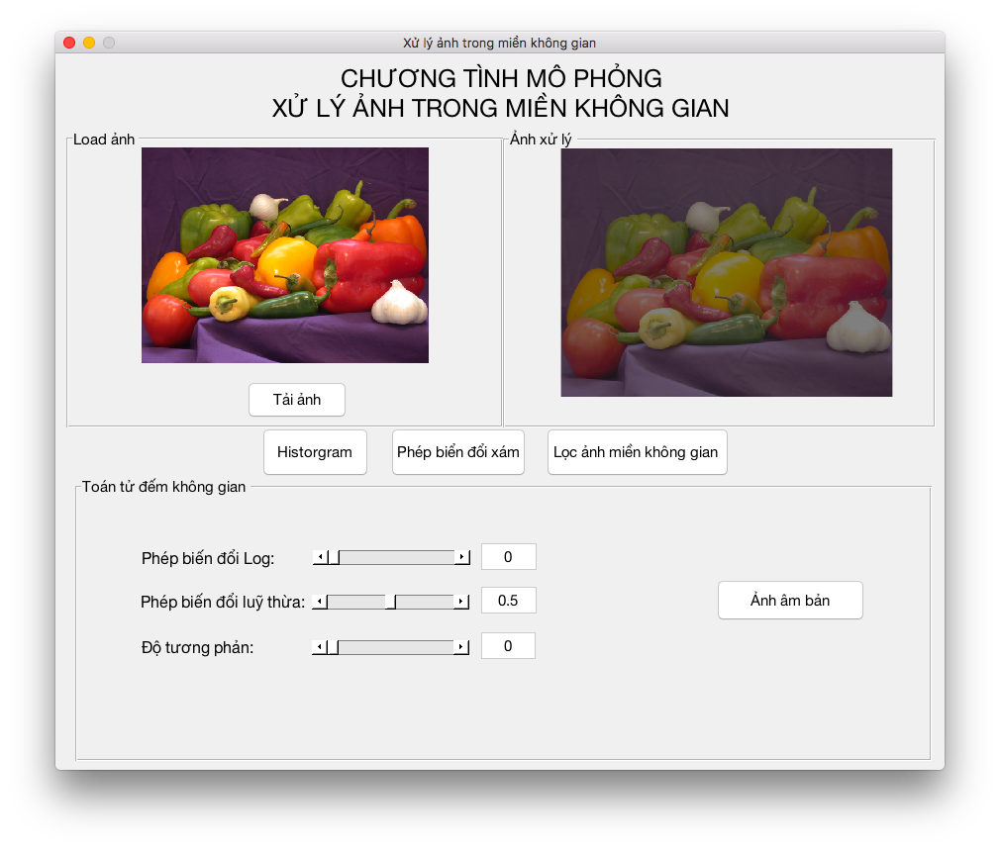 Xử lý ảnh trong miền không gian
CHƯƠNG TÌNH MÔ PHỎNG
XỬ LÝ ẢNH TRONG MIỀN KHÔNG GIAN
Load ảnh
Ảnh xử lý
Tải ảnh
Historgram
Phép biển đổi xám
Lọc ảnh miền không gian
Toán tử đếm không gian
Phép biến đổi Log:
0
Phép biến đổi luỹ thừa:
0.5
Ảnh âm bản
Độ tương phản:
0